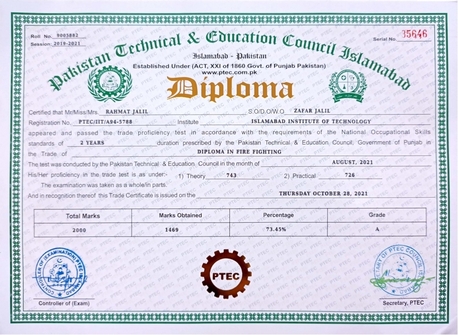 Roll No. 9003882
Session: 2019-2021
Serial No. 35646
Pakistan Technical & Education Council Islamabad
Islamabad - Pakistan
Established Under (ACT, XXI of 1860 Govt. of Punjab Pakistan)
www.ptec.com.pk
Diploma
Certified that Mr/Miss/Mrs. RAHMAT JALIL S/O,D/O,W/O ZAFAR JALIL
Registration No. PTEC/IIT/A94-5788 Institute ISLAMABAD INSTITUTE OF TECHNOLOGY
appeared and passed the trade proficiency test in accordance with the requirements of the National Occupational Skills
standards of 2 YEARS duration prescribed by the Pakistan Technical & Education, Council, Government of Punjab in
the Trade of DIPLOMA IN FIRE FIGHTING
The test was conducted by the Pakistan Technical & Education, Council in the month of AUGUST, 2021
His/Her proficiency in the trade test is as under:- 1) Theory 743 2) Practical 726
The examination was taken as a whole/in parts.
And in recognition thereof this Trade Certificate is issued on the THURSDAY OCTOBER 28, 2021
Total Marks Marks Obtained Percentage Grade
2000 1469 73.45% A
PTEC
Controller of (Exam)
Secretary, PTEC